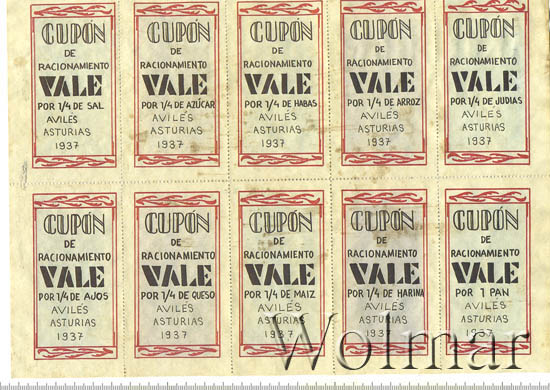 CUPÓN
DE
RACIONAMIENTO
VALE
POR 1/4 DE SAL
AVILÉS
ASTURIAS
1937
CUPÓN
DE
RACIONAMIENTO
VALE
POR 1/4 DE AZÚCAR
AVILÉS
ASTURIAS
1937
CUPÓN
DE
RACIONAMIENTO
VALE
POR 1/4 DE HABAS
AVILÉS
ASTURIAS
1937
CUPÓN
DE
RACIONAMIENTO
VALE
POR 1/4 DE ARROZ
AVILÉS
ASTURIAS
1937
CUPÓN
DE
RACIONAMIENTO
VALE
POR 1/4 DE JUDIAS
AVILÉS
ASTURIAS
1937
CUPÓN
DE
RACIONAMIENTO
VALE
POR 1/4 DE AJOS
AVILÉS
ASTURIAS
1937
CUPÓN
DE
RACIONAMIENTO
VALE
POR 1/4 DE QUESO
AVILÉS
ASTURIAS
1937
CUPÓN
DE
RACIONAMIENTO
VALE
POR 1/4 DE MAIZ
AVILÉS
ASTURIAS
1937
CUPÓN
DE
RACIONAMIENTO
VALE
POR 1/4 DE HARINA
AVILÉS
ASTURIAS
1937
CUPÓN
DE
RACIONAMIENTO
VALE
POR 1 PAN
AVILÉS
ASTURIAS
1937
Wolmar